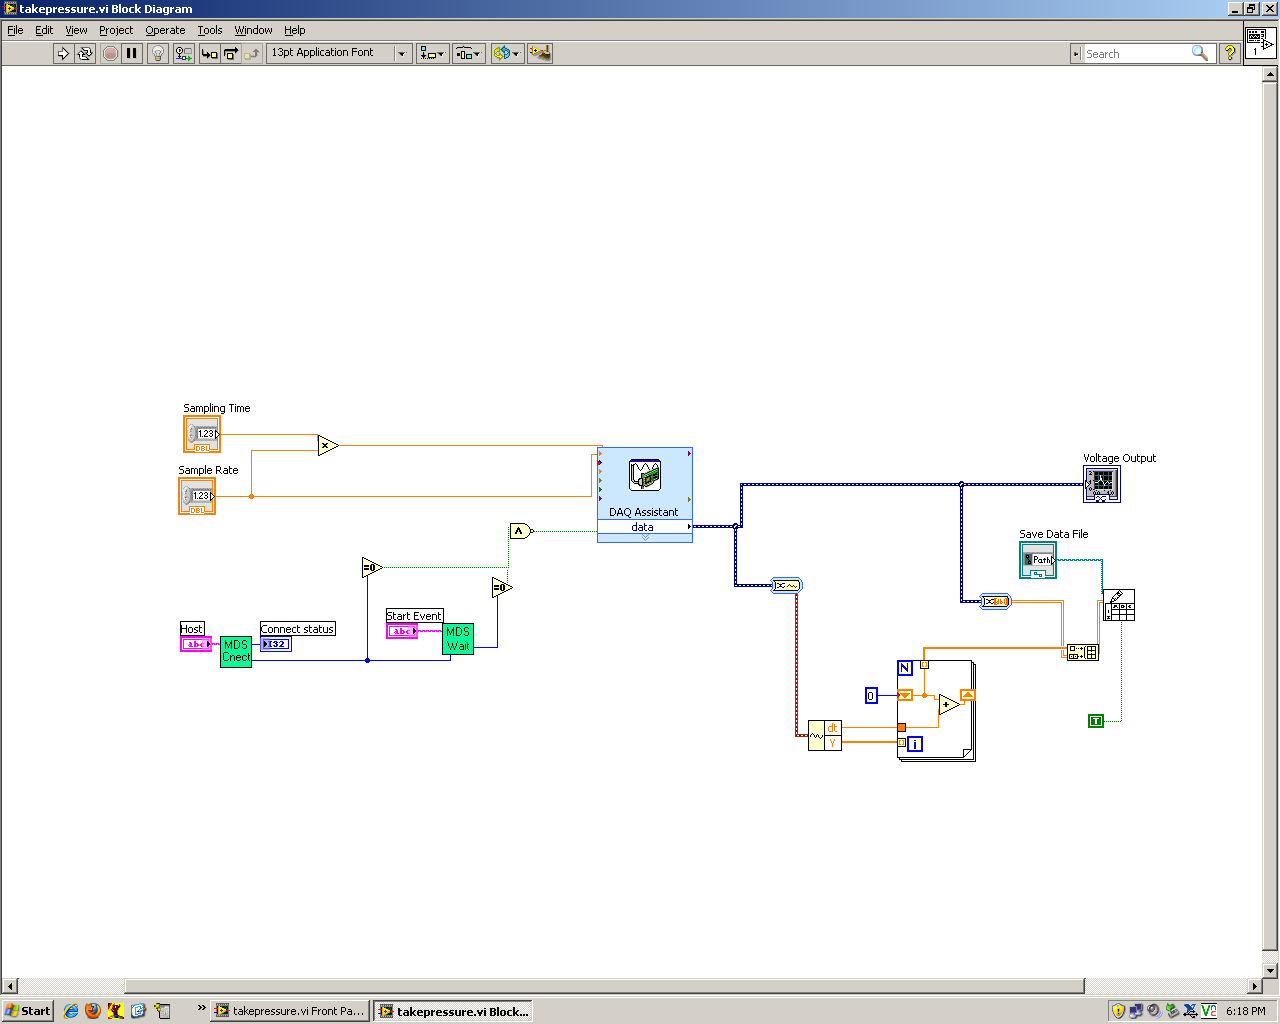 takepressure.vi Block Diagram
File Edit View Project Operate Tools Window Help
13pt Application Font
Search
?
1
Sampling Time
1.23
DBL
×
Sample Rate
1.23
DBL
DAQ Assistant
data
Voltage Output
Save Data File
Path
=0
=0
Host
abc
MDS
Cnect
Connect status
I32
Start Event
abc
MDS
Wait
N
0
+
dt
Y
i
T
Start
takepressure.vi Front Pa...
takepressure.vi Block...
6:18 PM